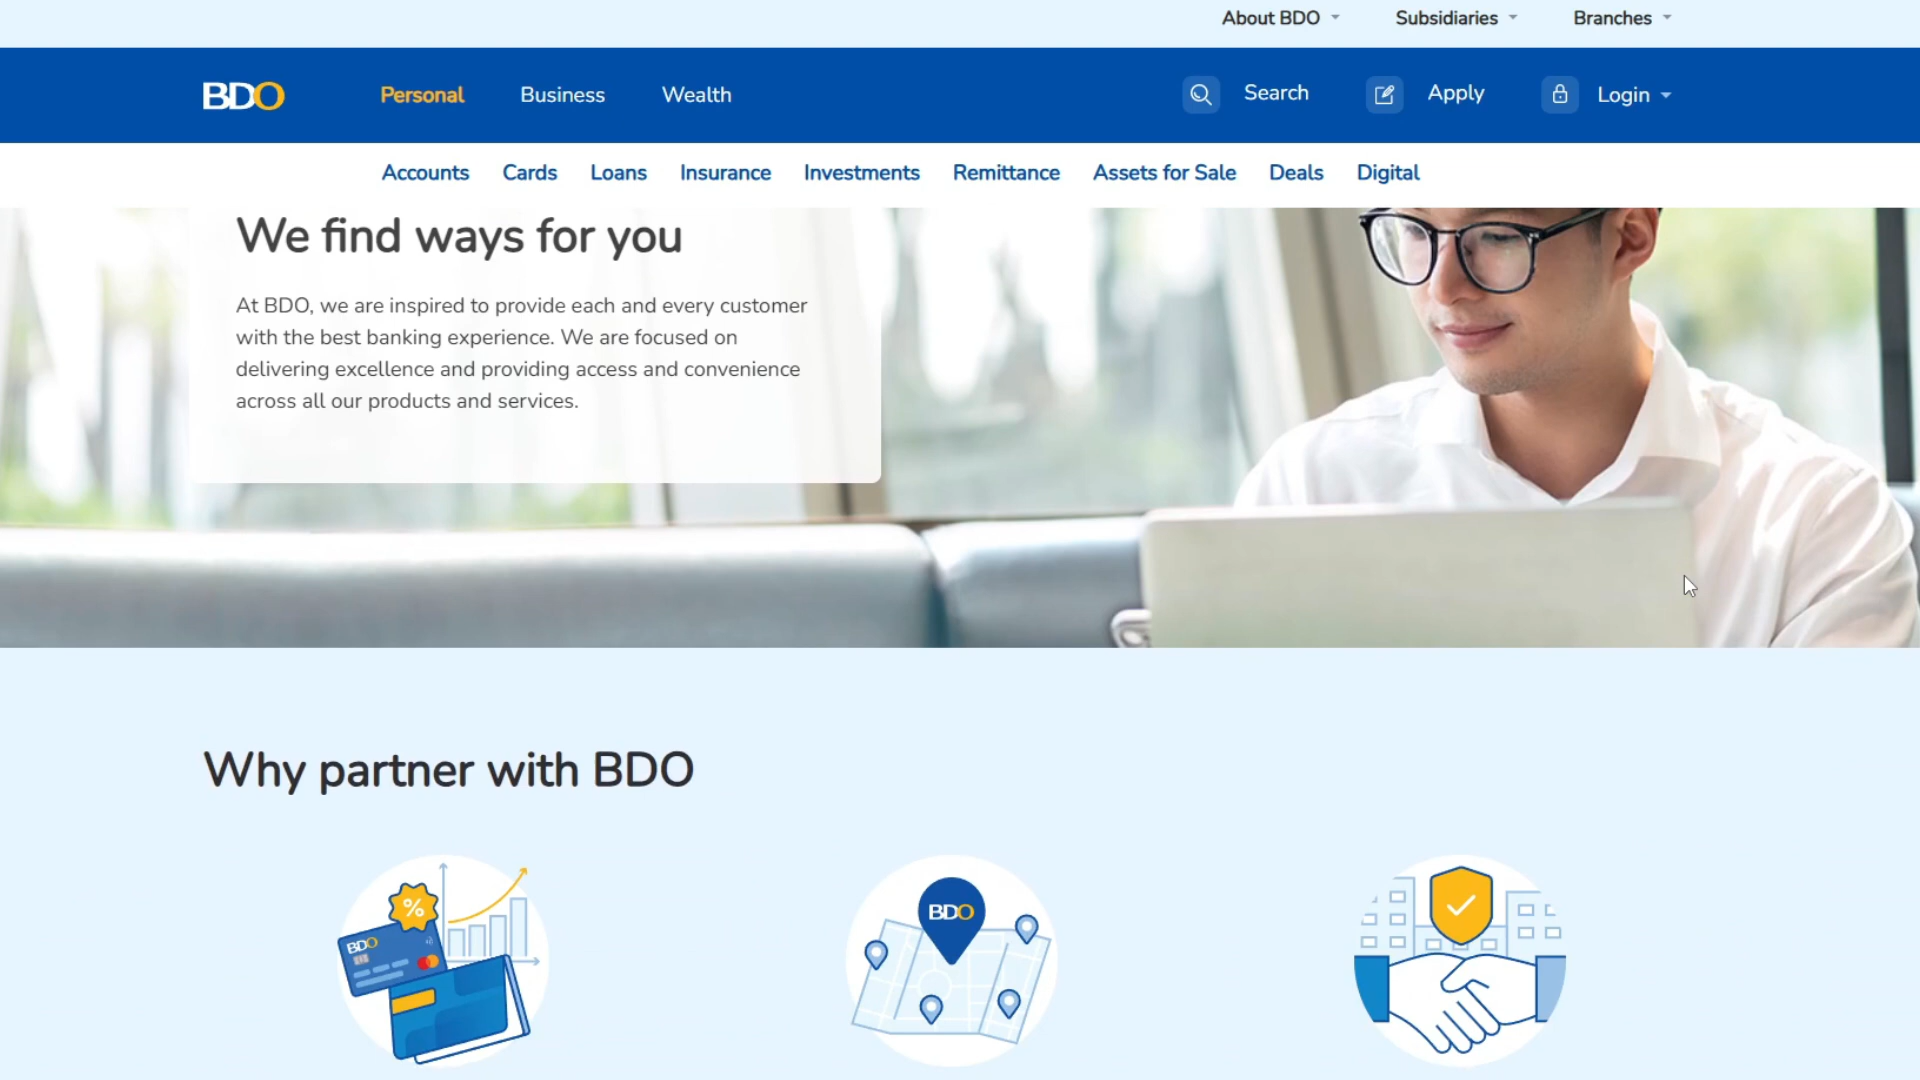 About BDO
Subsidiaries
Branches
BDO
Personal
Business
Wealth
Search
Apply
Login
Accounts
Cards
Loans
Insurance
Investments
Remittance
Assets for Sale
Deals
Digital
We find ways for you
At BDO, we are inspired to provide each and every customer
with the best banking experience. We are focused on
delivering excellence and providing access and convenience
across all our products and services.
Why partner with BDO
%
BDO
BDO